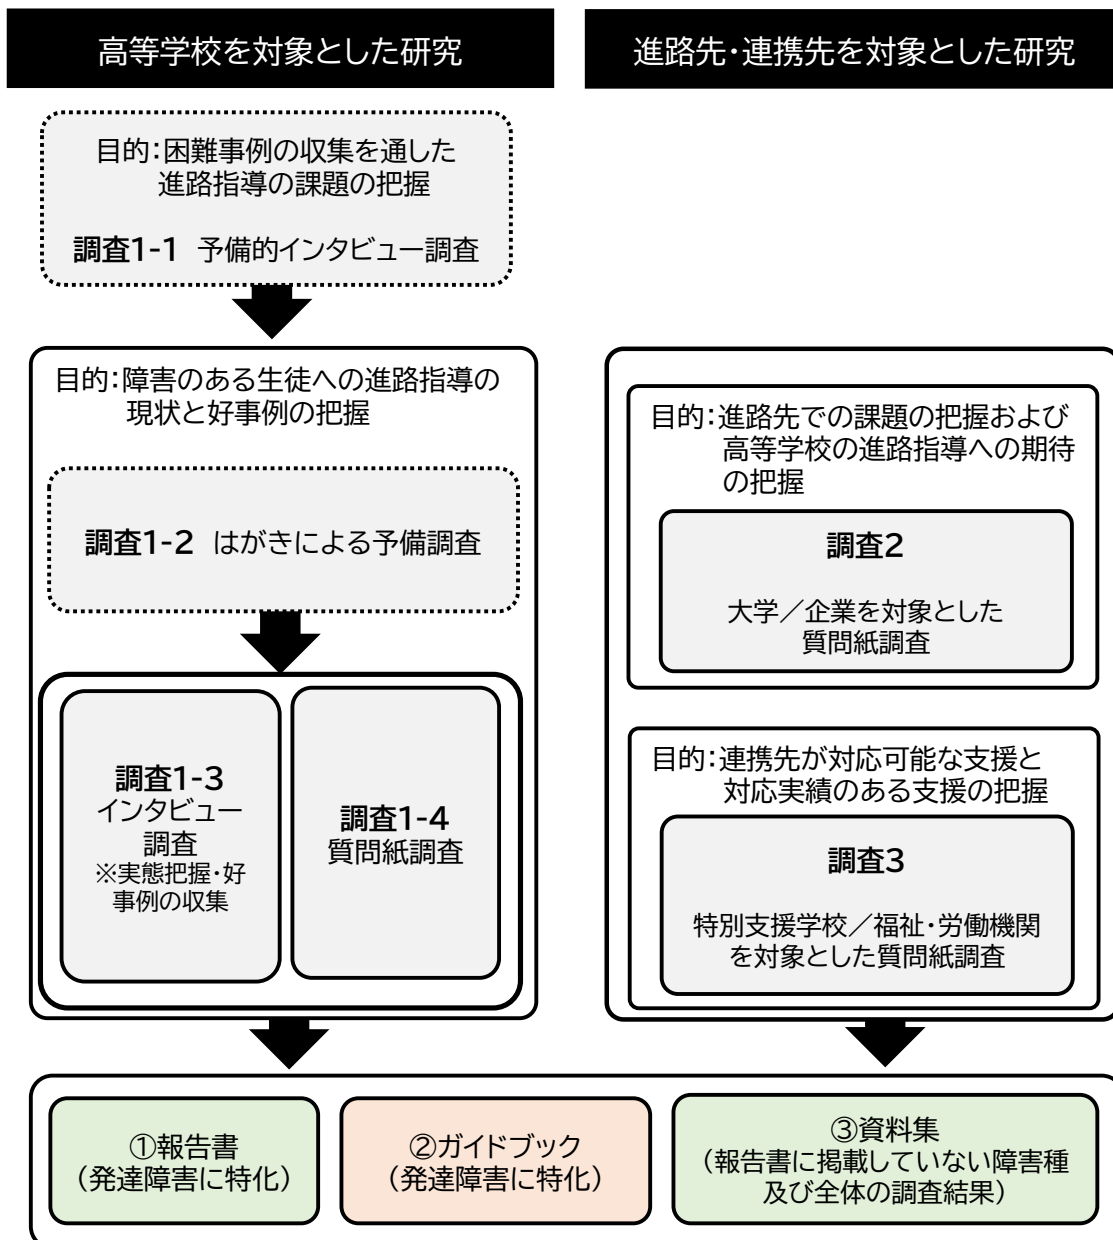 高等学校を対象とした研究
進路先・連携先を対象とした研究
目的：困難事例の収集を通した
進路指導の課題の把握
調査1-1 予備的インタビュー調査
目的：障害のある生徒への進路指導の
現状と好事例の把握
調査1-2 はがきによる予備調査
調査1-3
インタビュー
調査
※実態把握・好
事例の収集
調査1-4
質問紙調査
目的：進路先での課題の把握および
高等学校の進路指導への期待
の把握
調査2
大学／企業を対象とした
質問紙調査
目的：連携先が対応可能な支援と
対応実績のある支援の把握
調査3
特別支援学校／福祉・労働機関
を対象とした質問紙調査
①報告書
（発達障害に特化）
②ガイドブック
（発達障害に特化）
③資料集
（報告書に掲載していない障害種
及び全体の調査結果）